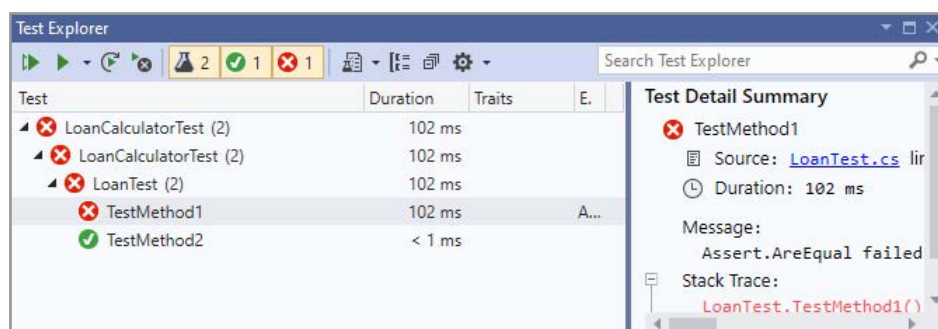 Test Explorer
2 1 1
Search Test Explorer
Test Duration Traits E.
LoanCalculatorTest (2) 102 ms
LoanCalculatorTest (2) 102 ms
LoanTest (2) 102 ms
TestMethod1 102 ms A...
TestMethod2 < 1 ms
Test Detail Summary
TestMethod1
Source: LoanTest.cs lin
Duration: 102 ms
Message:
Assert.AreEqual failed
Stack Trace:
LoanTest.TestMethod1()